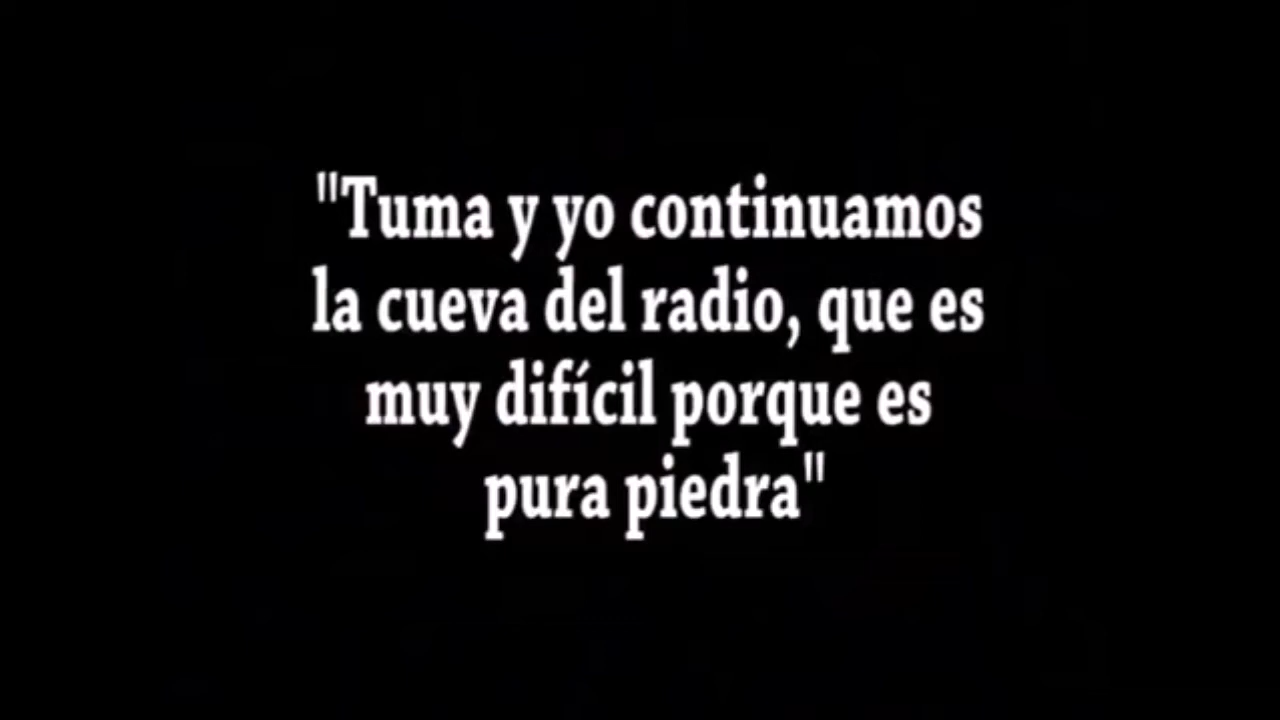 "Tuma y yo continuamos
la cueva del radio, que es
muy difícil porque es
pura piedra"